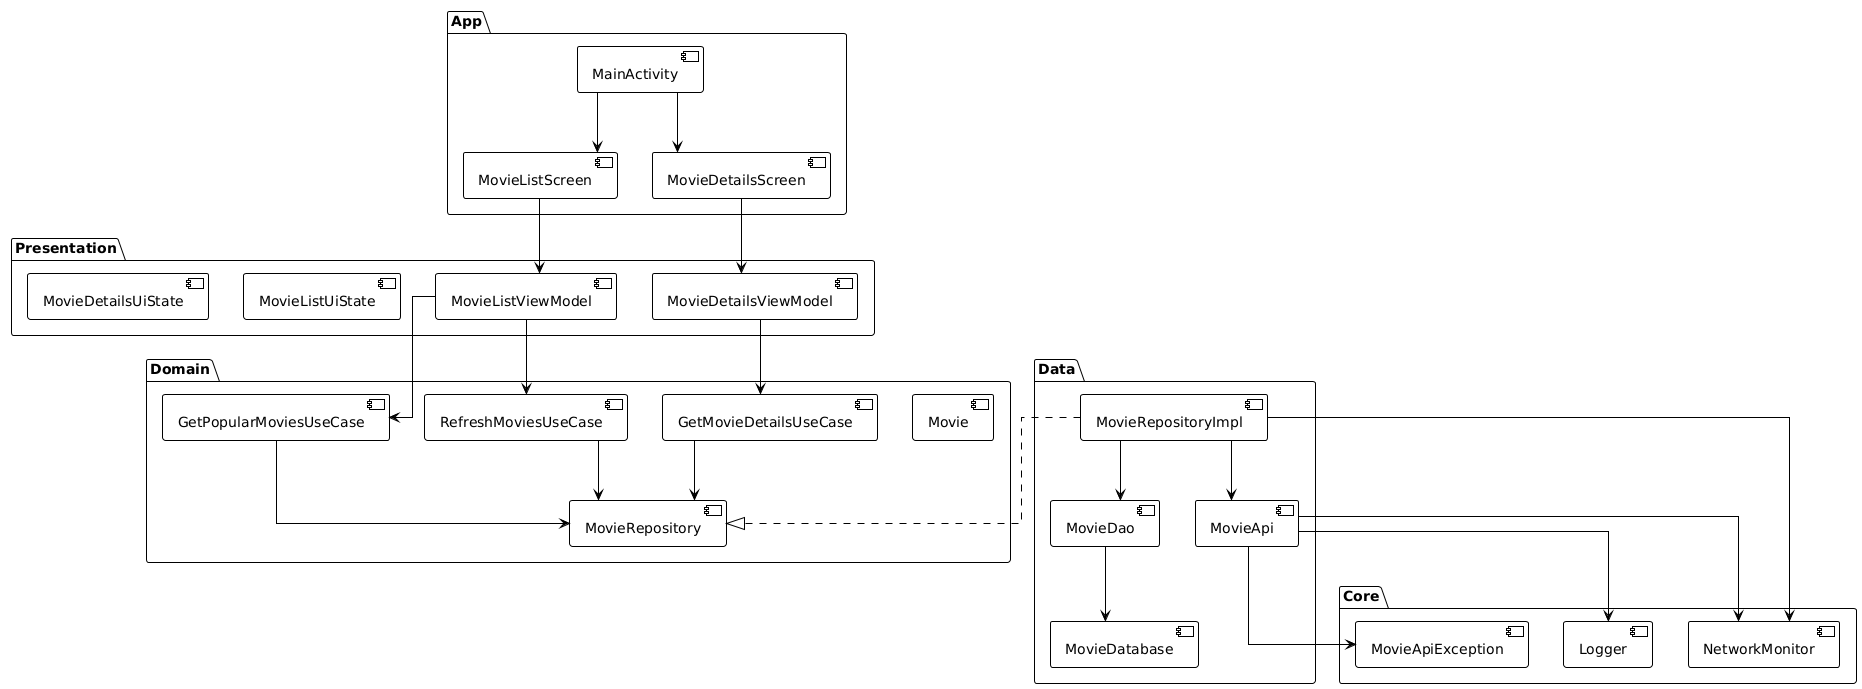 App
MainActivity
MovieListScreen
MovieDetailsScreen
Presentation
MovieDetailsUiState
MovieListUiState
MovieListViewModel
MovieDetailsViewModel
Domain
GetPopularMoviesUseCase
RefreshMoviesUseCase
GetMovieDetailsUseCase
Movie
MovieRepository
Data
MovieRepositoryImpl
MovieDao
MovieApi
MovieDatabase
Core
MovieApiException
Logger
NetworkMonitor